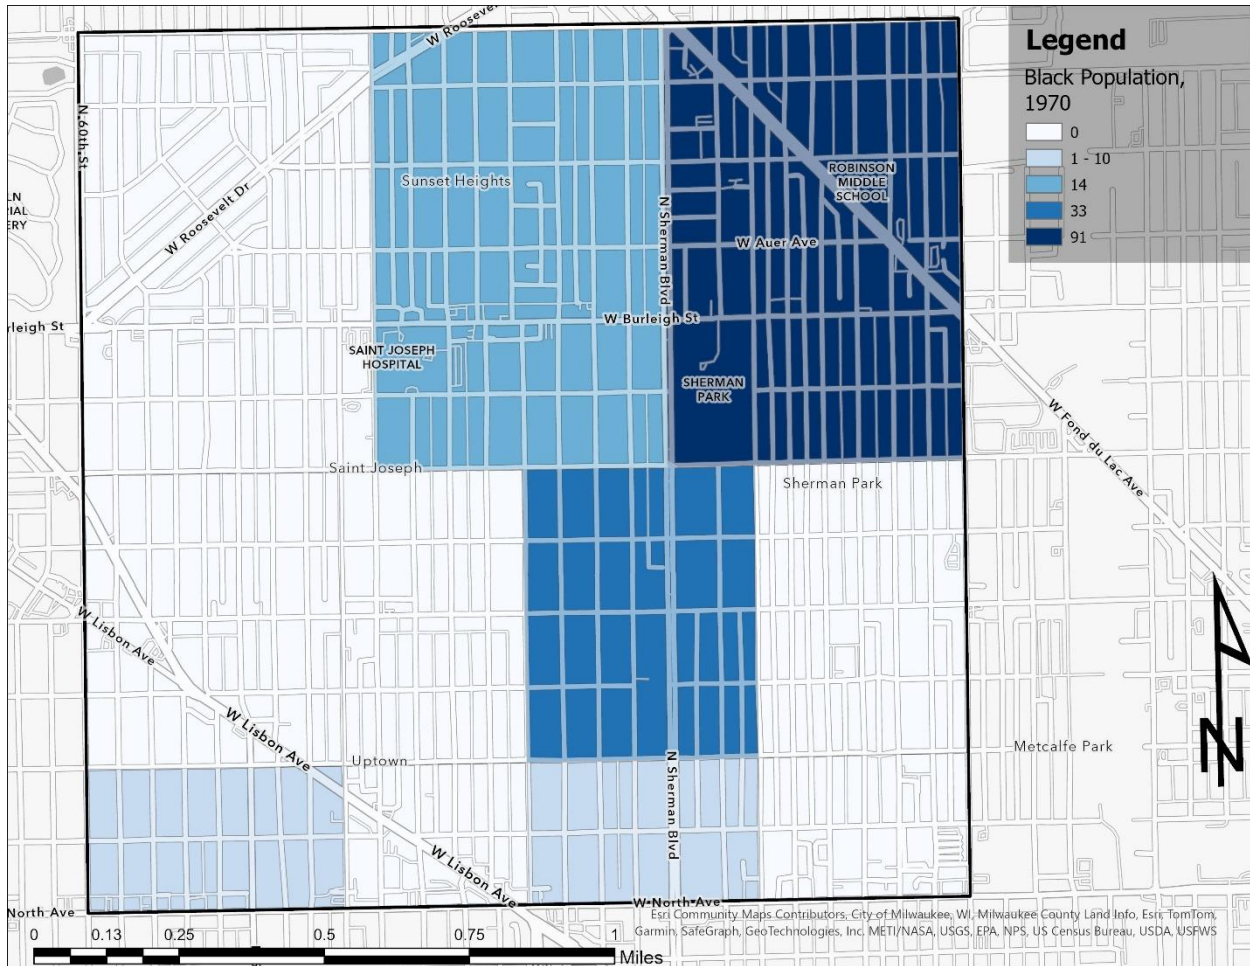 W Roosevelt
Legend
Black Population,
1970
0
1 - 10
14
33
91
N 60th St
Sunset Heights
ROBINSON
MIDDLE
SCHOOL
LN
RIAL
ERY
W Roosevelt Dr
N Sherman Blvd
W Auer Ave
rleigh St
W Burleigh St
SAINT JOSEPH
HOSPITAL
SHERMAN
PARK
W Fond du Lac Ave
Saint Joseph
Sherman Park
W Lisbon Ave
W Lisbon Ave
Uptown
Metcalfe Park
N
N Sherman Blvd
W Lisbon Ave
North Ave
W North Ave
Esri Community Maps Contributors, City of Milwaukee, WI, Milwaukee County Land Info, Esri, TomTom,
Garmin, SafeGraph, GeoTechnologies, Inc. METI/NASA, USGS, EPA, NPS, US Census Bureau, USDA, USFWS
0 0.13 0.25 0.5 0.75 1
Miles